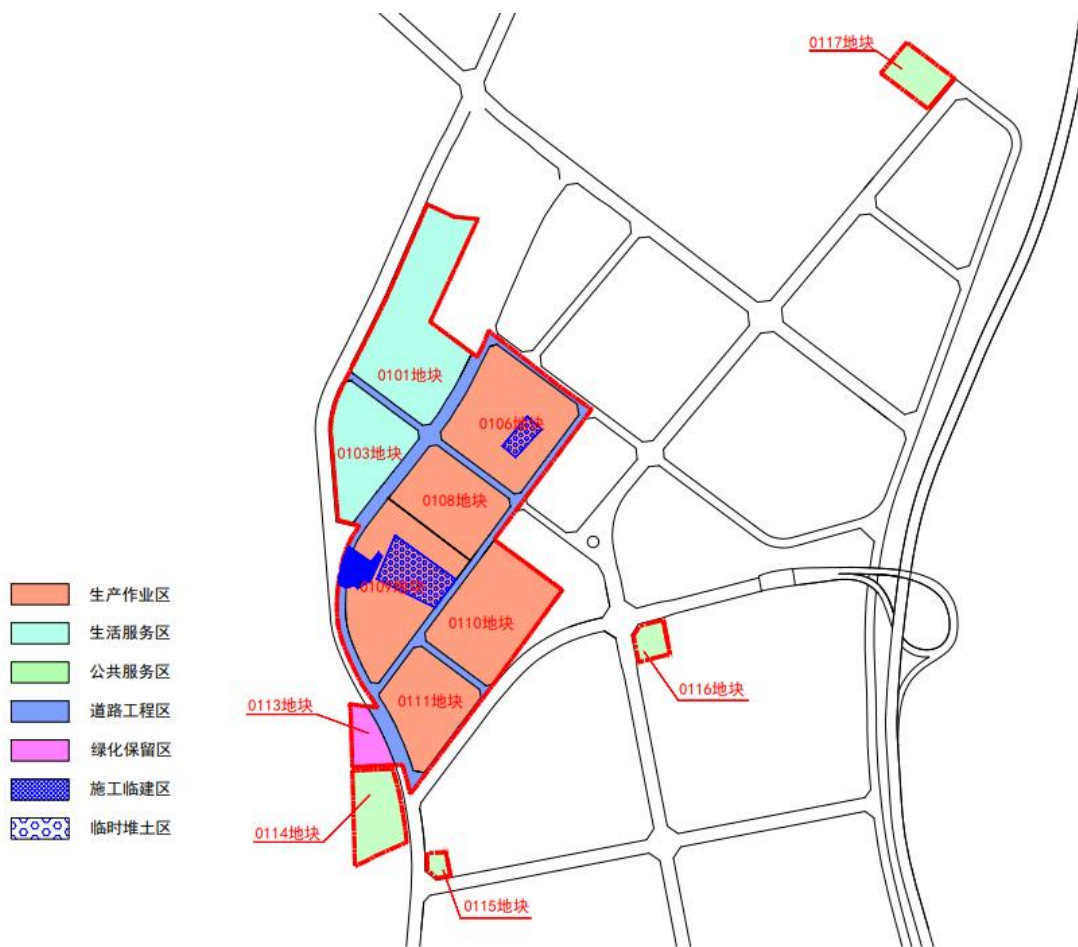 0117地块
0101地块
0106地块
0103地块
0108地块
0109地块
0110地块
0116地块
0111地块
0113地块
0114地块
0115地块
生产作业区
生活服务区
公共服务区
道路工程区
绿化保留区
施工临建区
临时堆土区